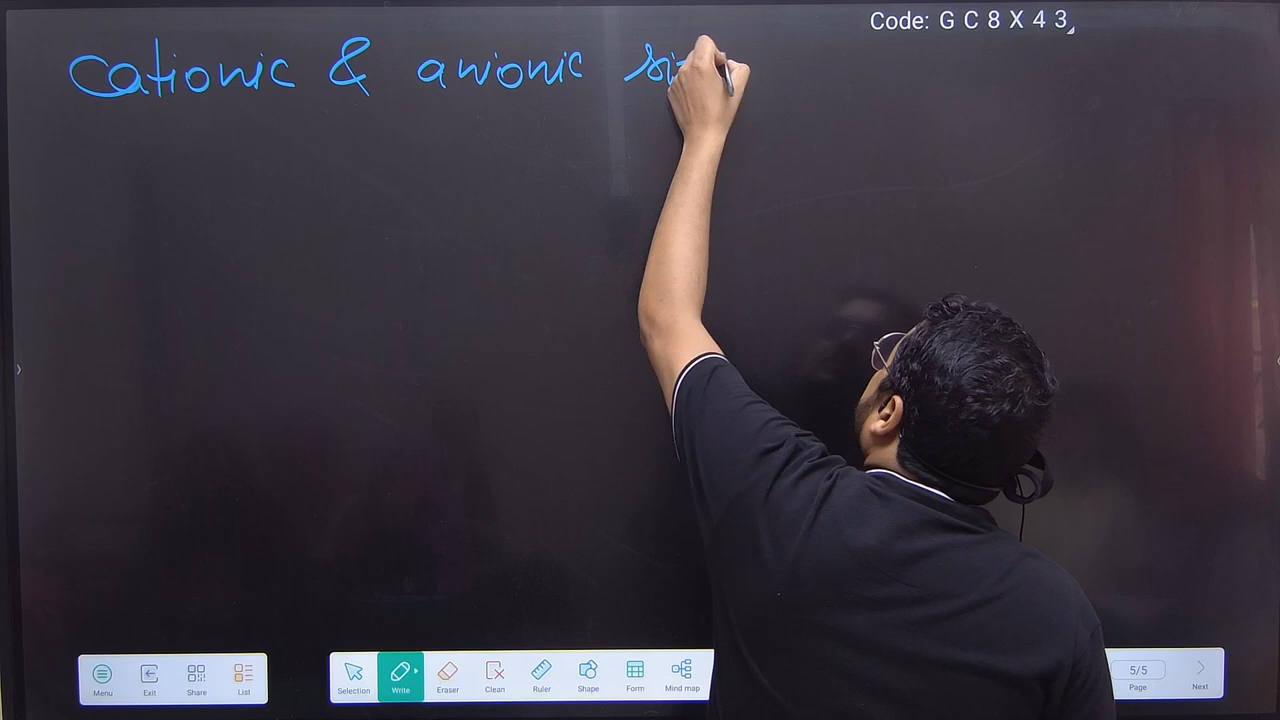 Code: G C 8 X 4 3
Cationic & anionic
Menu Exit Share List
Selection Write Eraser Clean Ruler Shape Form Mind map
5/5
Page Next